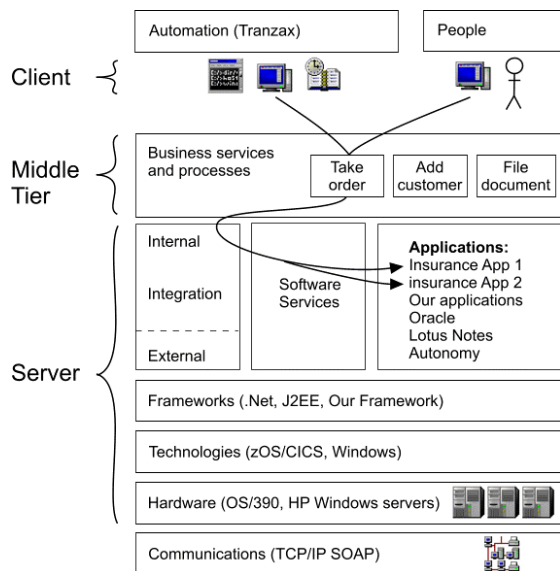 Automation (Tranzax)
People
Client
Middle
Tier
Business services
and processes
Take
order
Add
customer
File
document
Server
Internal
Integration
External
Software
Services
Applications:
Insurance App 1
insurance App 2
Our applications
Oracle
Lotus Notes
Autonomy
Frameworks (.Net, J2EE, Our Framework)
Technologies (zOS/CICS, Windows)
Hardware (OS/390, HP Windows servers)
Communications (TCP/IP SOAP)